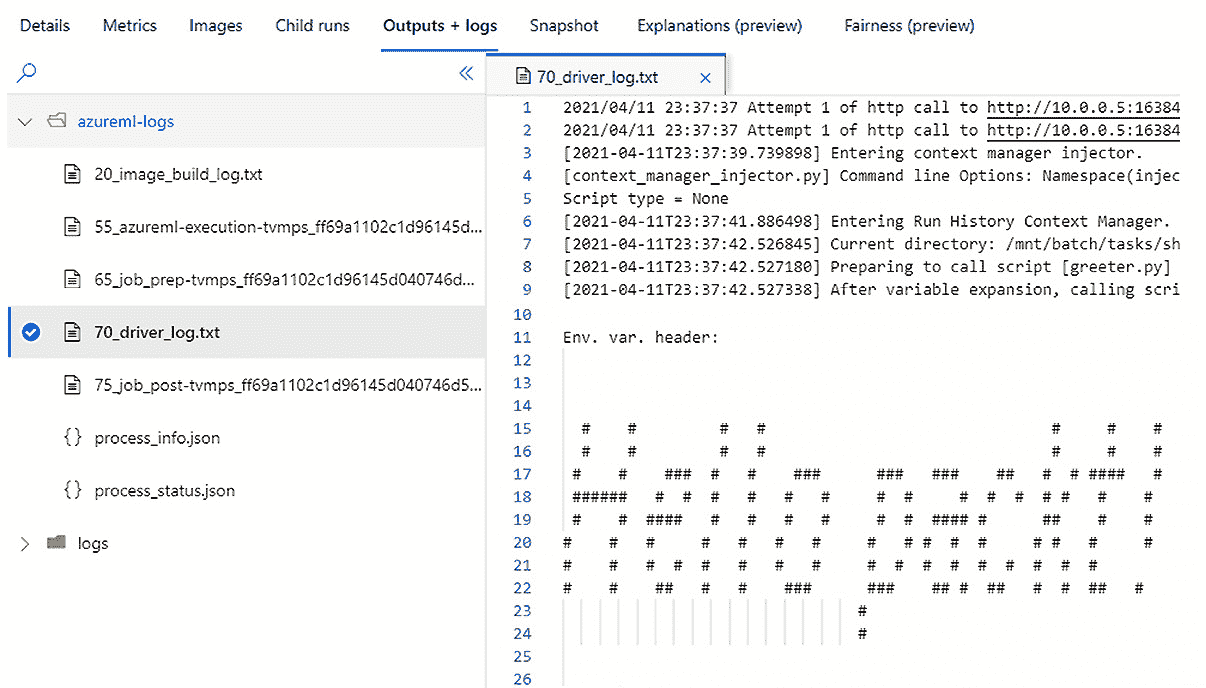 Details Metrics Images Child runs Outputs + logs Snapshot Explanations (preview) Fairness (preview)
azureml-logs
20_image_build_log.txt
55_azureml-execution-tvmps_ff69a1102c1d96145d...
65_job_prep-tvmps_ff69a1102c1d96145d040746d...
70_driver_log.txt
75_job_post-tvmps_ff69a1102c1d96145d040746d5...
{} process_info.json
{} process_status.json
logs
70_driver_log.txt
1 2021/04/11 23:37:37 Attempt 1 of http call to http://10.0.0.5:16384
2 2021/04/11 23:37:37 Attempt 1 of http call to http://10.0.0.5:16384
3 [2021-04-11T23:37:39.739898] Entering context manager injector.
4 [context_manager_injector.py] Command line Options: Namespace(injec
5 Script type = None
6 [2021-04-11T23:37:41.886498] Entering Run History Context Manager.
7 [2021-04-11T23:37:42.526845] Current directory: /mnt/batch/tasks/sh
8 [2021-04-11T23:37:42.527180] Preparing to call script [greeter.py]
9 [2021-04-11T23:37:42.527338] After variable expansion, calling scri
10
11 Env. var. header:
12
13
14
15   #    #         #   #                               #     #    #
16   #    #         #   #                               #     #    #
17  #    #    ###  #   #    ###      ###   ###    ##   #  # ####   #
18  ######   #  #  #   #   #   #     #  #     #  #  #  # #   #    #
19  #    #  ####   #   #   #   #     #  # #### #      ##    #    #
20 #    #   #     #   #   #   #     #   # # # #  #     # #   #     #
21 #    #   #  # #   #   #   #     #  #  #  #  #  #  #  #  #
22 #    #    ##   #   #    ###      ###    ## #  ##   #  #  ##   #
23 #
24 #
25
26